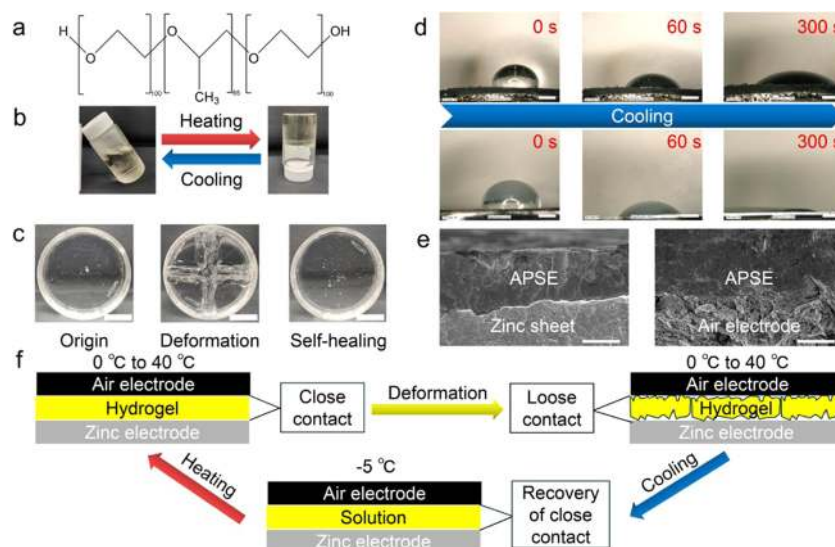 a
H
O
100
O
CH₃
65
O
100
OH
b
Heating
Cooling
c
Origin
Deformation
Self-healing
d
0 s
60 s
300 s
Cooling
0 s
60 s
300 s
e
APSE
Zinc sheet
APSE
Air electrode
f
0 °C to 40 °C
Air electrode
Hydrogel
Zinc electrode
Close
contact
Deformation
Loose
contact
0 °C to 40 °C
Air electrode
Hydrogel
Zinc electrode
Heating
-5 °C
Air electrode
Solution
Zinc electrode
Recovery
of close
contact
Cooling